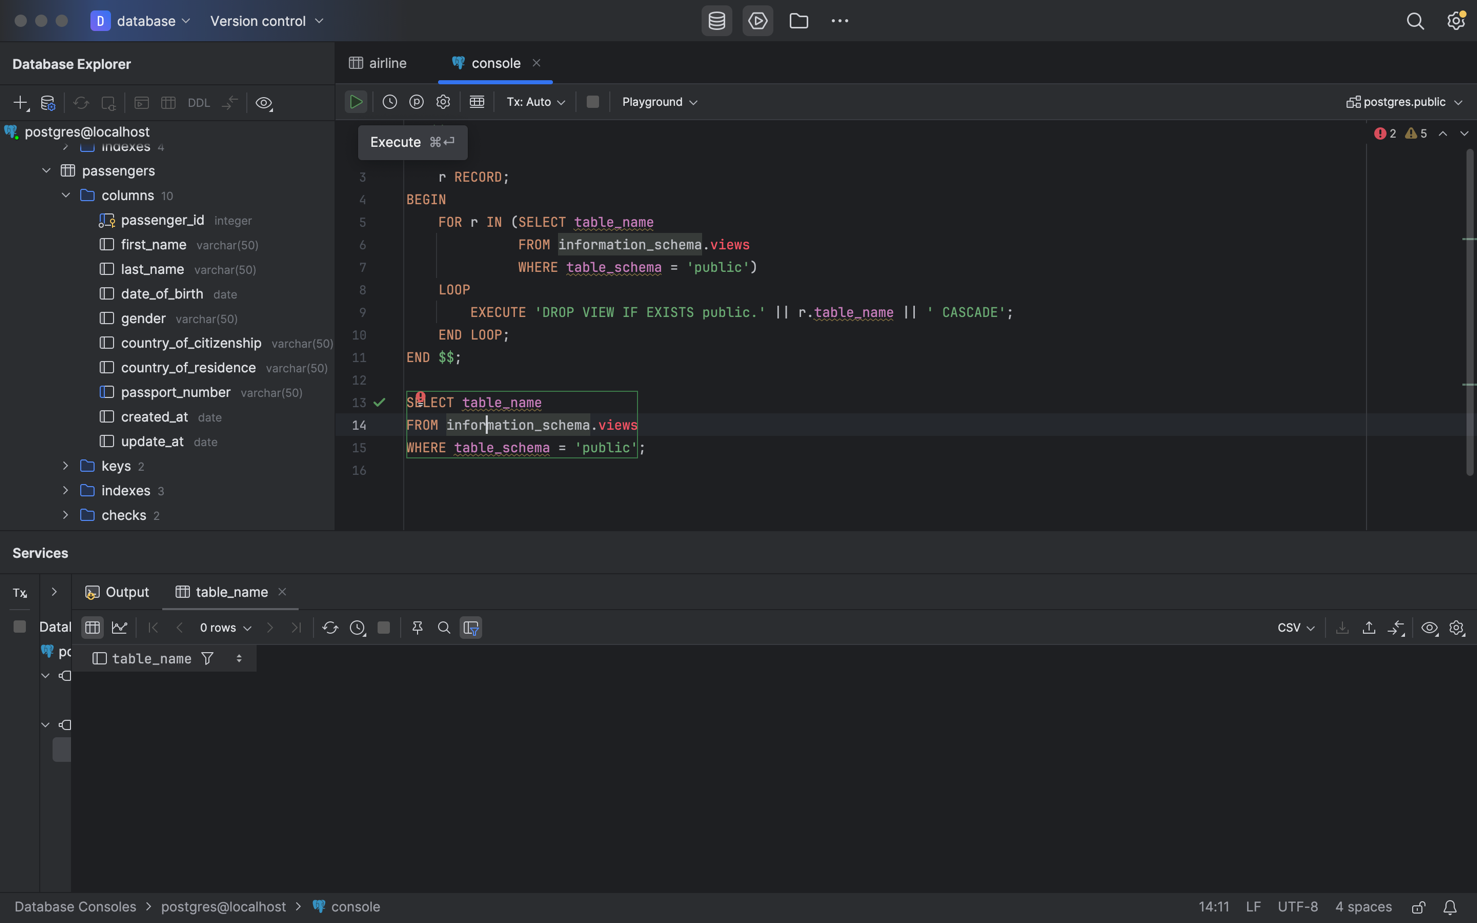 D database Version control
Database Explorer
DDL
postgres@localhost
indexes 4
passengers
columns 10
passenger_id integer
first_name varchar(50)
last_name varchar(50)
date_of_birth date
gender varchar(50)
country_of_citizenship varchar(50)
country_of_residence varchar(50)
passport_number varchar(50)
created_at date
update_at date
keys 2
indexes 3
checks 2
airline console
Tx: Auto Playground postgres.public
Execute ⌘⏎
2 5
3 r RECORD;
4 BEGIN
5 FOR r IN (SELECT table_name
6 FROM information_schema.views
7 WHERE table_schema = 'public')
8 LOOP
9 EXECUTE 'DROP VIEW IF EXISTS public.' || r.table_name || ' CASCADE';
10 END LOOP;
11 END $$;
12
13 SELECT table_name
14 FROM information_schema.views
15 WHERE table_schema = 'public';
16
Services
Tx Output table_name
Datal 0 rows CSV
po table_name
Database Consoles > postgres@localhost > console 14:11 LF UTF-8 4 spaces